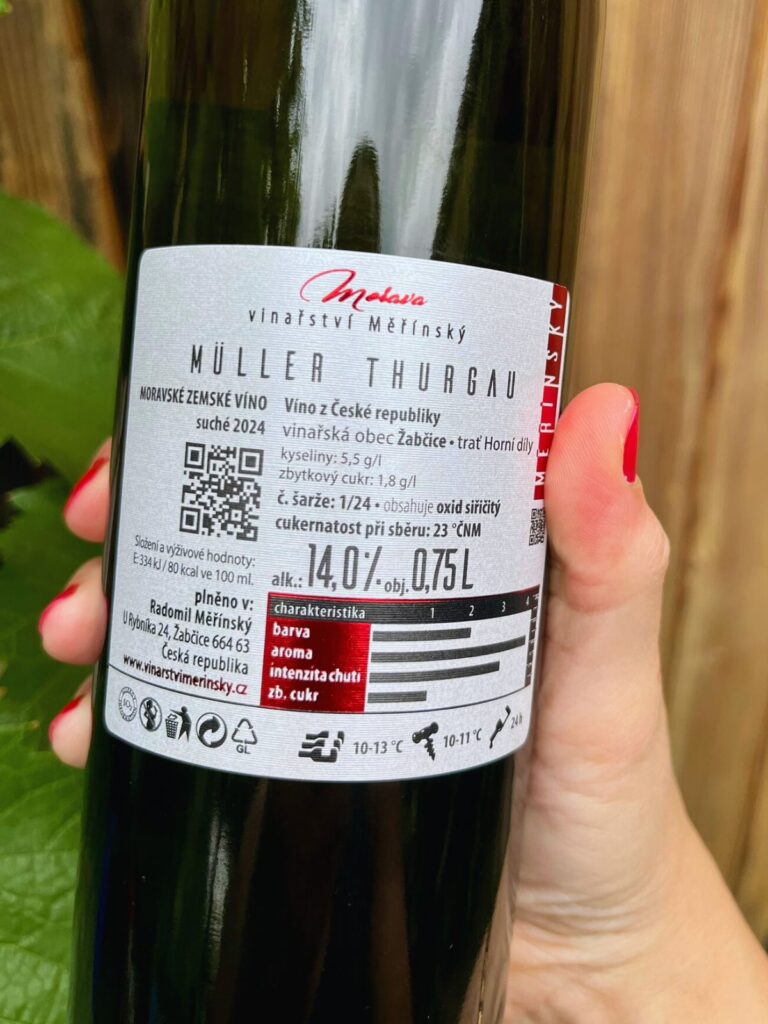 Morava
vinařství Měřínský
MÜLLER THURGAU
MORAVSKÉ ZEMSKÉ VÍNO
suché 2024
Víno z České republiky
vinařská obec Žabčice • trať Horní díly
kyseliny: 5,5 g/l
zbytkový cukr: 1,8 g/l
č. šarže: 1/24 • obsahuje oxid siřičitý
cukernatost při sběru: 23 °ČNM
Složení a výživové hodnoty:
E: 334 kJ / 80 kcal ve 100 ml.
alk.: 14,0% obj. 0,75 L
plněno v:
Radomil Měřínský
U Rybníka 24, Žabčice 664 63
Česká republika
www.vinarstvimerinsky.cz
charakteristika 1 2 3 4
barva
aroma
intenzita chuti
zb. cukr
GL
10-13 °C
10-11 °C
24 h
MĚŘÍNSKÝ